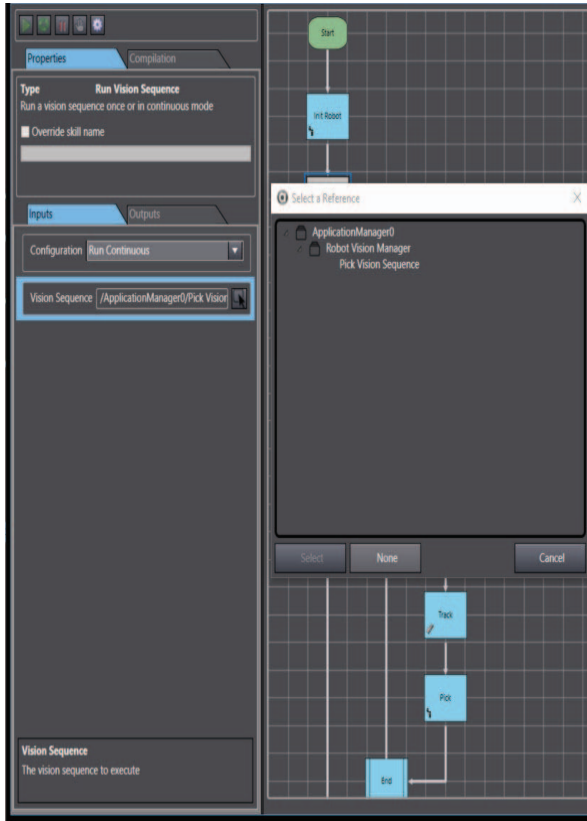 Properties
Compilation
Type Run Vision Sequence
Run a vision sequence once or in continuous mode
Override skill name
Inputs
Outputs
Configuration Run Continuous
Vision Sequence /ApplicationManager0/Pick Vision
Vision Sequence
The vision sequence to execute
Start
Init Robot
Select a Reference
ApplicationManager0
Robot Vision Manager
Pick Vision Sequence
Select
None
Cancel
Track
Pick
End